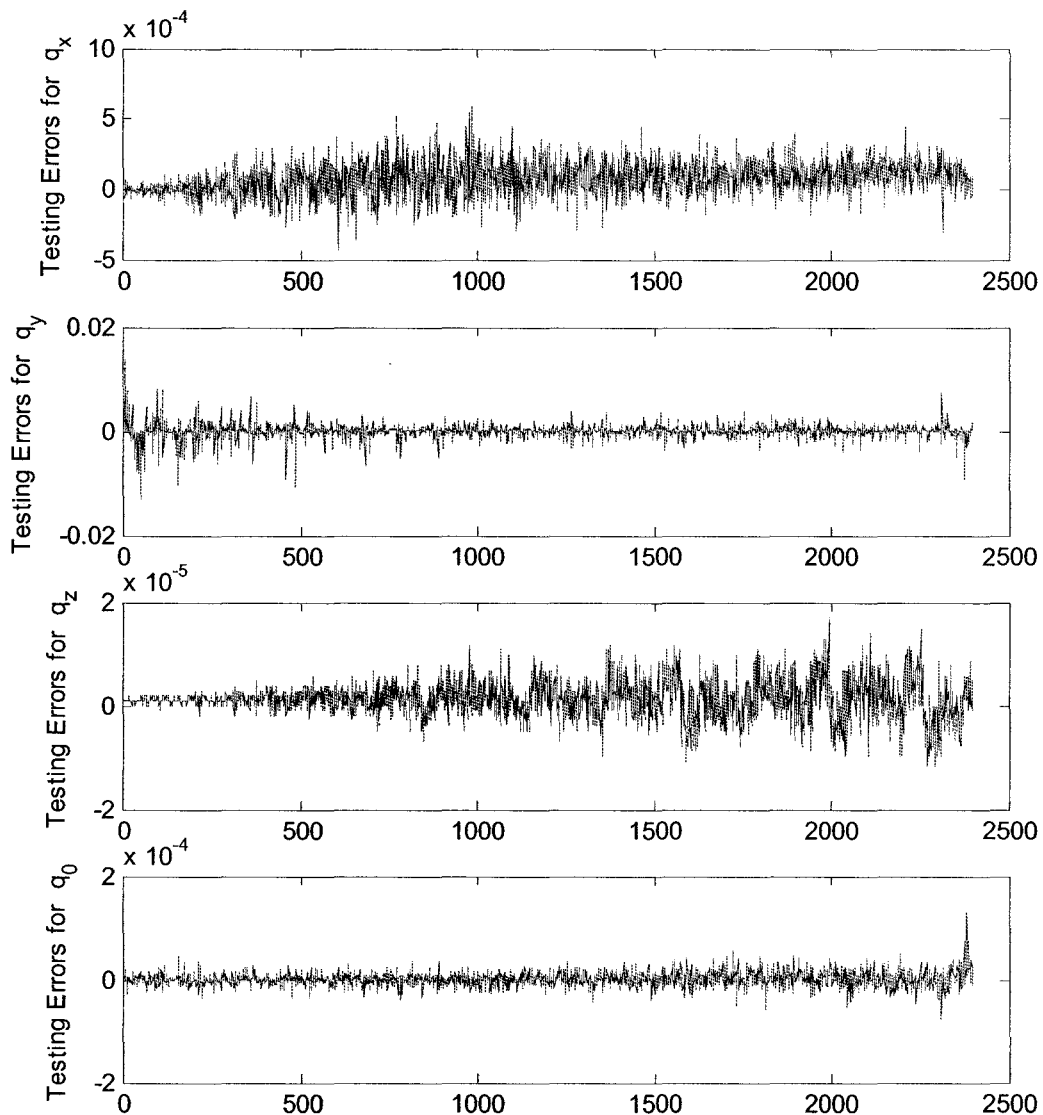 x 10^-4
10
5
0
-5
Testing Errors for q_x
0 500 1000 1500 2000 2500
0.02
0
-0.02
Testing Errors for q_y
0 500 1000 1500 2000 2500
x 10^-5
2
0
-2
Testing Errors for q_z
0 500 1000 1500 2000 2500
x 10^-4
2
0
-2
Testing Errors for q_0
0 500 1000 1500 2000 2500